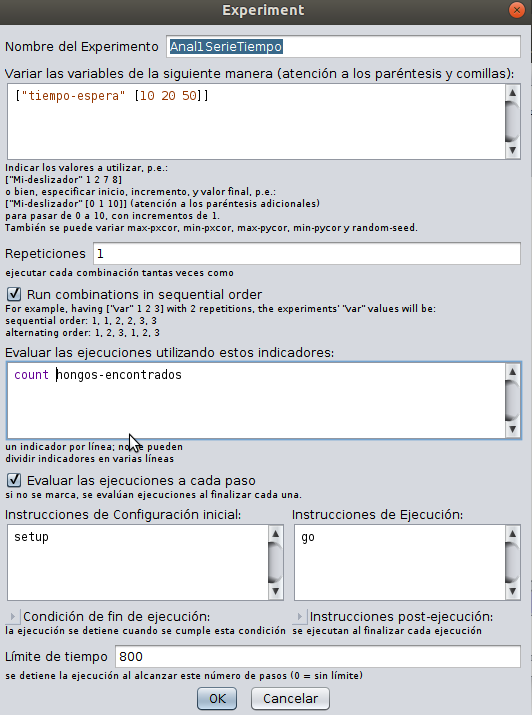 Experiment
Nombre del Experimento Anal1SerieTiempo
Variar las variables de la siguiente manera (atención a los paréntesis y comillas):
["tiempo-espera" [10 20 50]]
Indicar los valores a utilizar, p.e.:
["Mi-deslizador" 1 2 7 8]
o bien, especificar inicio, incremento, y valor final, p.e.:
["Mi-deslizador" [0 1 10]] (atención a los paréntesis adicionales)
para pasar de 0 a 10, con incrementos de 1.
También se puede variar max-pxcor, min-pxcor, max-pycor, min-pycor y random-seed.
Repeticiones 1
ejecutar cada combinación tantas veces como
Run combinations in sequential order
For example, having ["var" 1 2 3] with 2 repetitions, the experiments' "var" values will be:
sequential order: 1, 1, 2, 2, 3, 3
alternating order: 1, 2, 3, 1, 2, 3
Evaluar las ejecuciones utilizando estos indicadores:
count hongos-encontrados
un indicador por línea; no se pueden
dividir indicadores en varias líneas
Evaluar las ejecuciones a cada paso
si no se marca, se evalúan ejecuciones al finalizar cada una.
Instrucciones de Configuración inicial: Instrucciones de Ejecución:
setup go
Condición de fin de ejecución: Instrucciones post-ejecución:
la ejecución se detiene cuando se cumple esta condición se ejecutan al finalizar cada ejecución
Límite de tiempo 800
se detiene la ejecución al alcanzar este número de pasos (0 = sin límite)
OK Cancelar